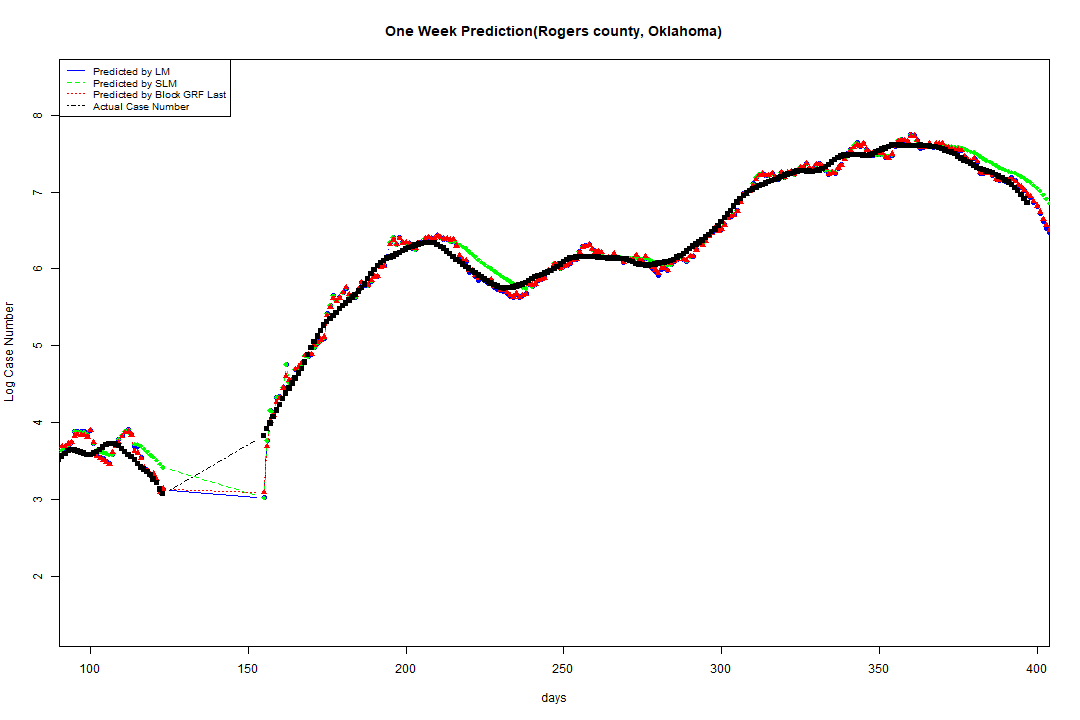 One Week Prediction(Rogers county, Oklahoma)
Predicted by LM
Predicted by SLM
Predicted by Block GRF Last
Actual Case Number
Log Case Number
8
7
6
5
4
3
2
100 150 200 250 300 350 400
days